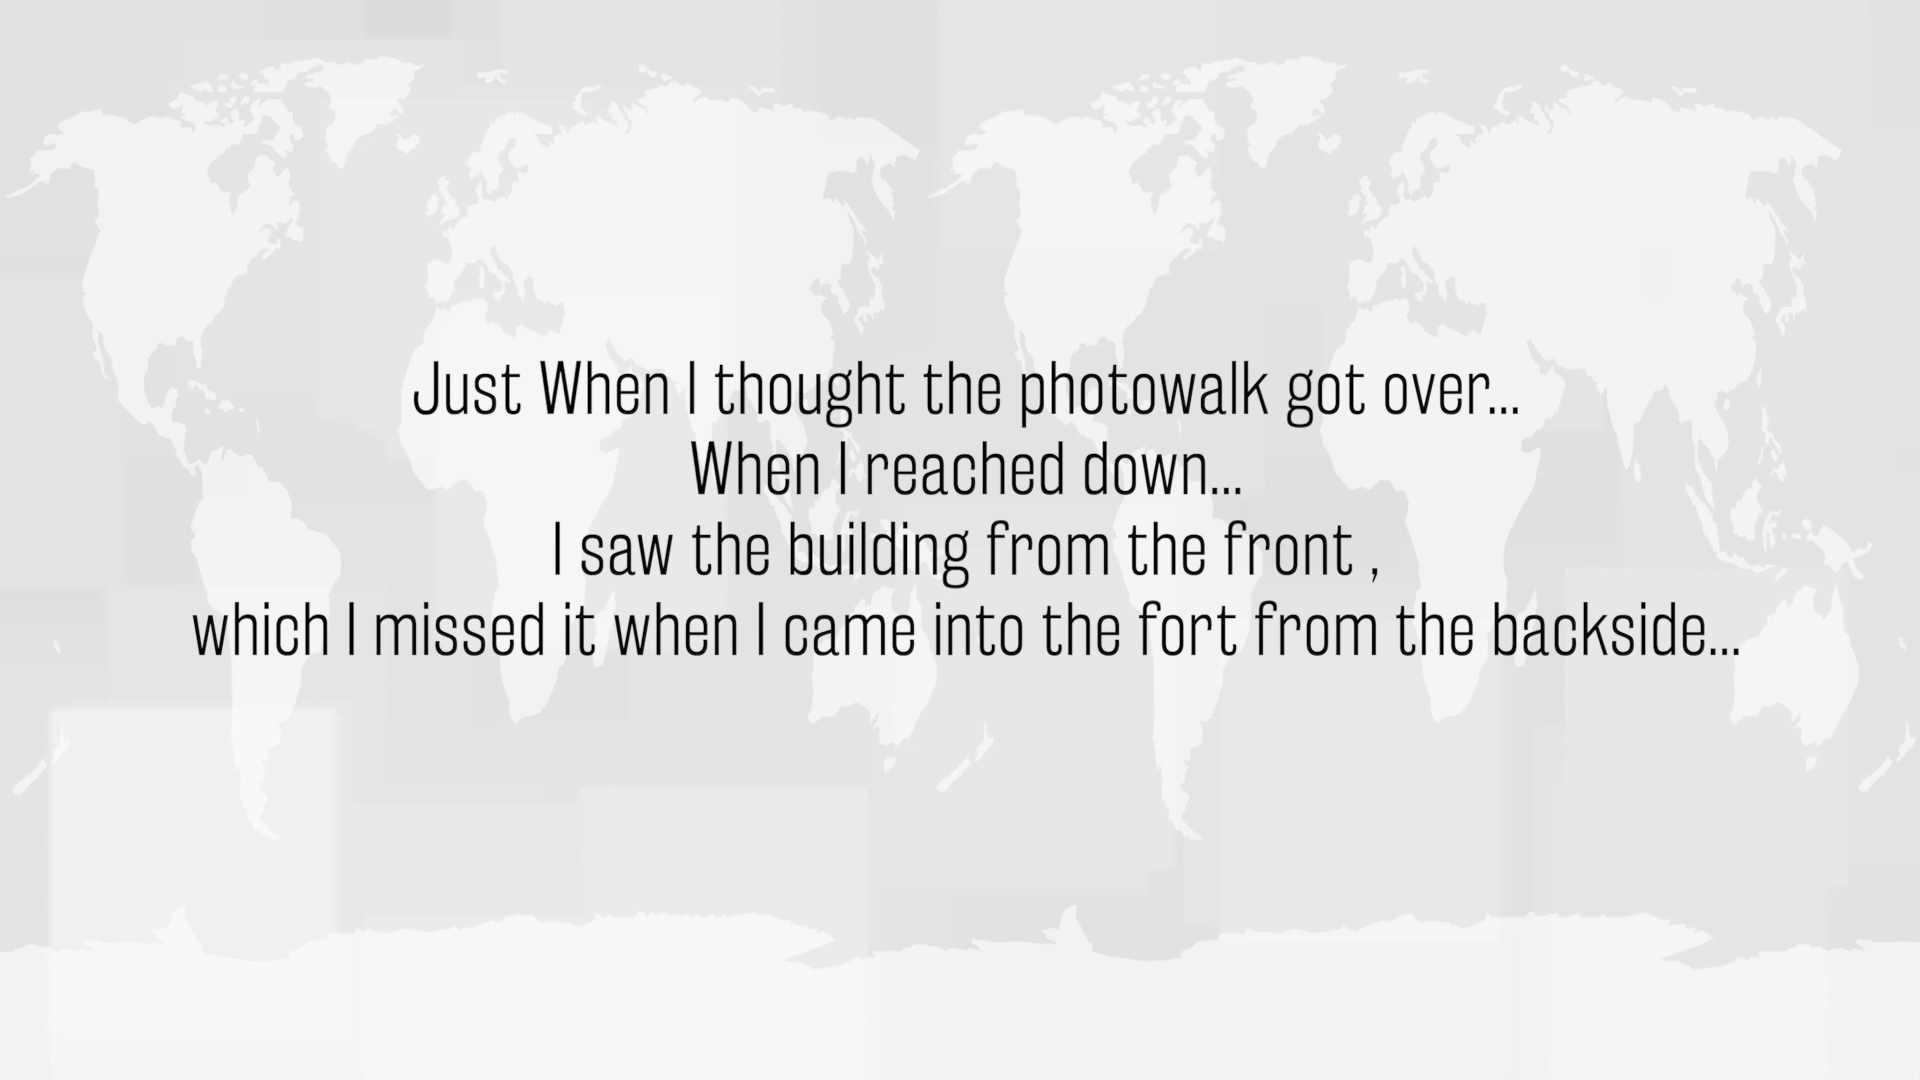 Just When I thought the photowalk got over...
When I reached down...
I saw the building from the front ,
which I missed it when I came into the fort from the backside...